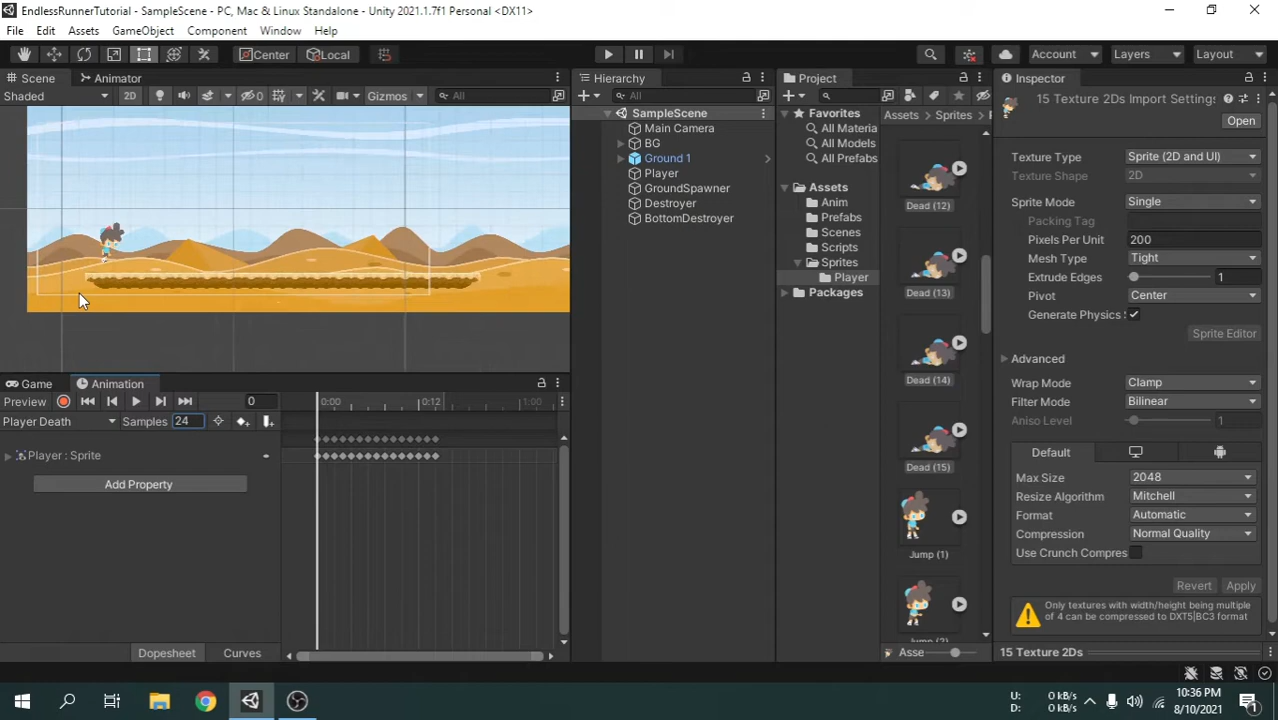 EndlessRunnerTutorial - SampleScene - PC, Mac & Linux Standalone - Unity 2021.1.7f1 Personal <DX11>
File Edit Assets GameObject Component Window Help
Center Local Account Layers Layout
Scene Animator
Shaded 2D 0 Gizmos All
Hierarchy
All
SampleScene
Main Camera
BG
Ground 1
Player
GroundSpawner
Destroyer
BottomDestroyer
Project
Favorites
All Materia
All Models
All Prefabs
Assets
Anim
Prefabs
Scenes
Scripts
Sprites
Player
Packages
Assets Sprites
Dead (12)
Dead (13)
Dead (14)
Dead (15)
Jump (1)
Jump (2)
Asse
Inspector
15 Texture 2Ds Import Settings
Open
Texture Type Sprite (2D and UI)
Texture Shape 2D
Sprite Mode Single
Packing Tag
Pixels Per Unit 200
Mesh Type Tight
Extrude Edges 1
Pivot Center
Generate Physics
Sprite Editor
Advanced
Wrap Mode Clamp
Filter Mode Bilinear
Aniso Level 1
Default
Max Size 2048
Resize Algorithm Mitchell
Format Automatic
Compression Normal Quality
Use Crunch Compres
Revert Apply
Only textures with width/height being multiple
of 4 can be compressed to DXT5|BC3 format
15 Texture 2Ds
Game Animation
Preview 0 0:00 0:12 1:00
Player Death Samples 24
Player : Sprite
Add Property
Dopesheet Curves
U: 0 kB/s
D: 0 kB/s
10:36 PM
8/10/2021
1